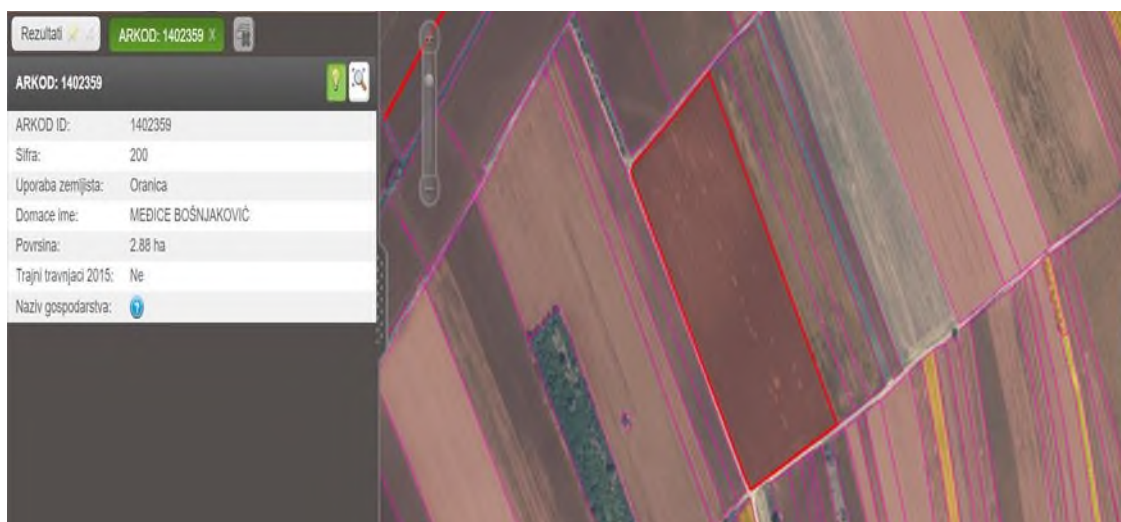 Rezultati
ARKOD: 1402359 X
ARKOD: 1402359
ARKOD ID: 1402359
Sifra: 200
Uporaba zemljista: Oranica
Domace ime: MEĐICE BOŠNJAKOVIĆ
Povrsina: 2.88 ha
Trajni travnjaci 2015: Ne
Naziv gospodarstva: ?